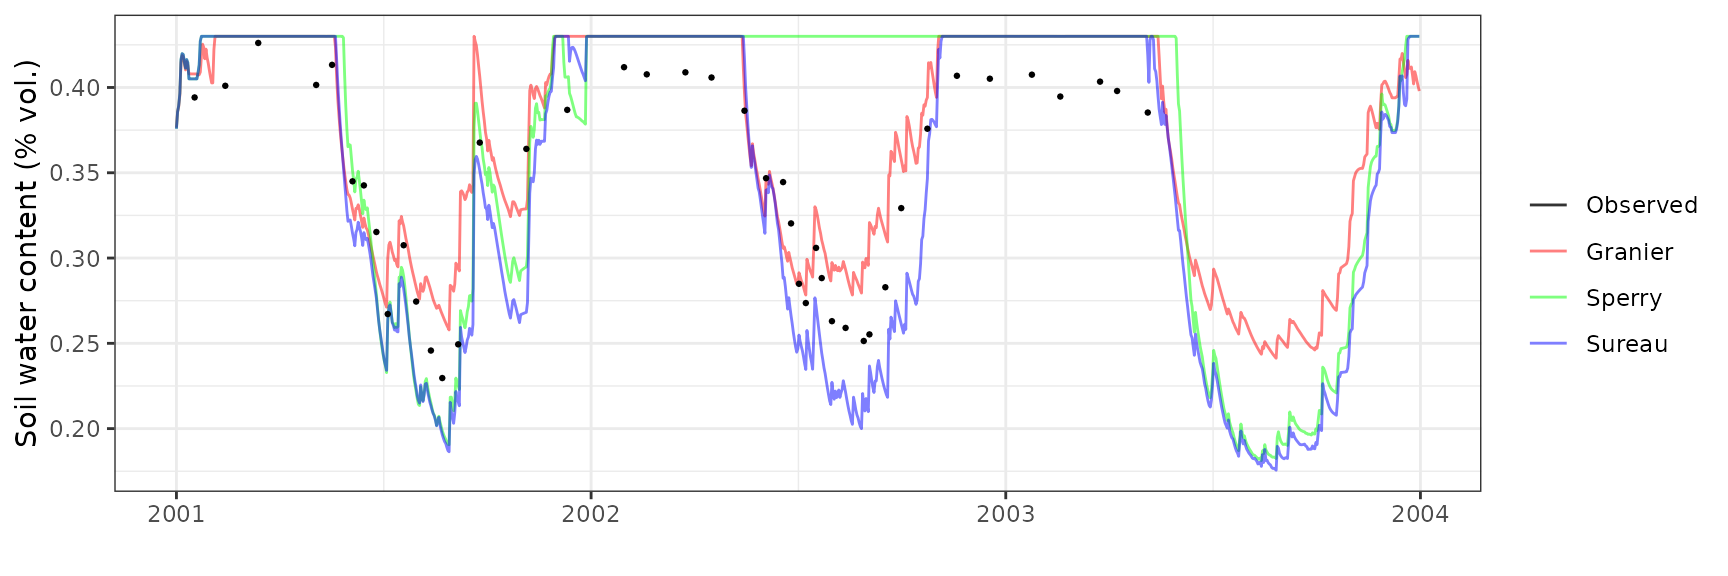 Soil water content (% vol.)
0.40
0.35
0.30
0.25
0.20
2001
2002
2003
2004
Observed
Granier
Sperry
Sureau